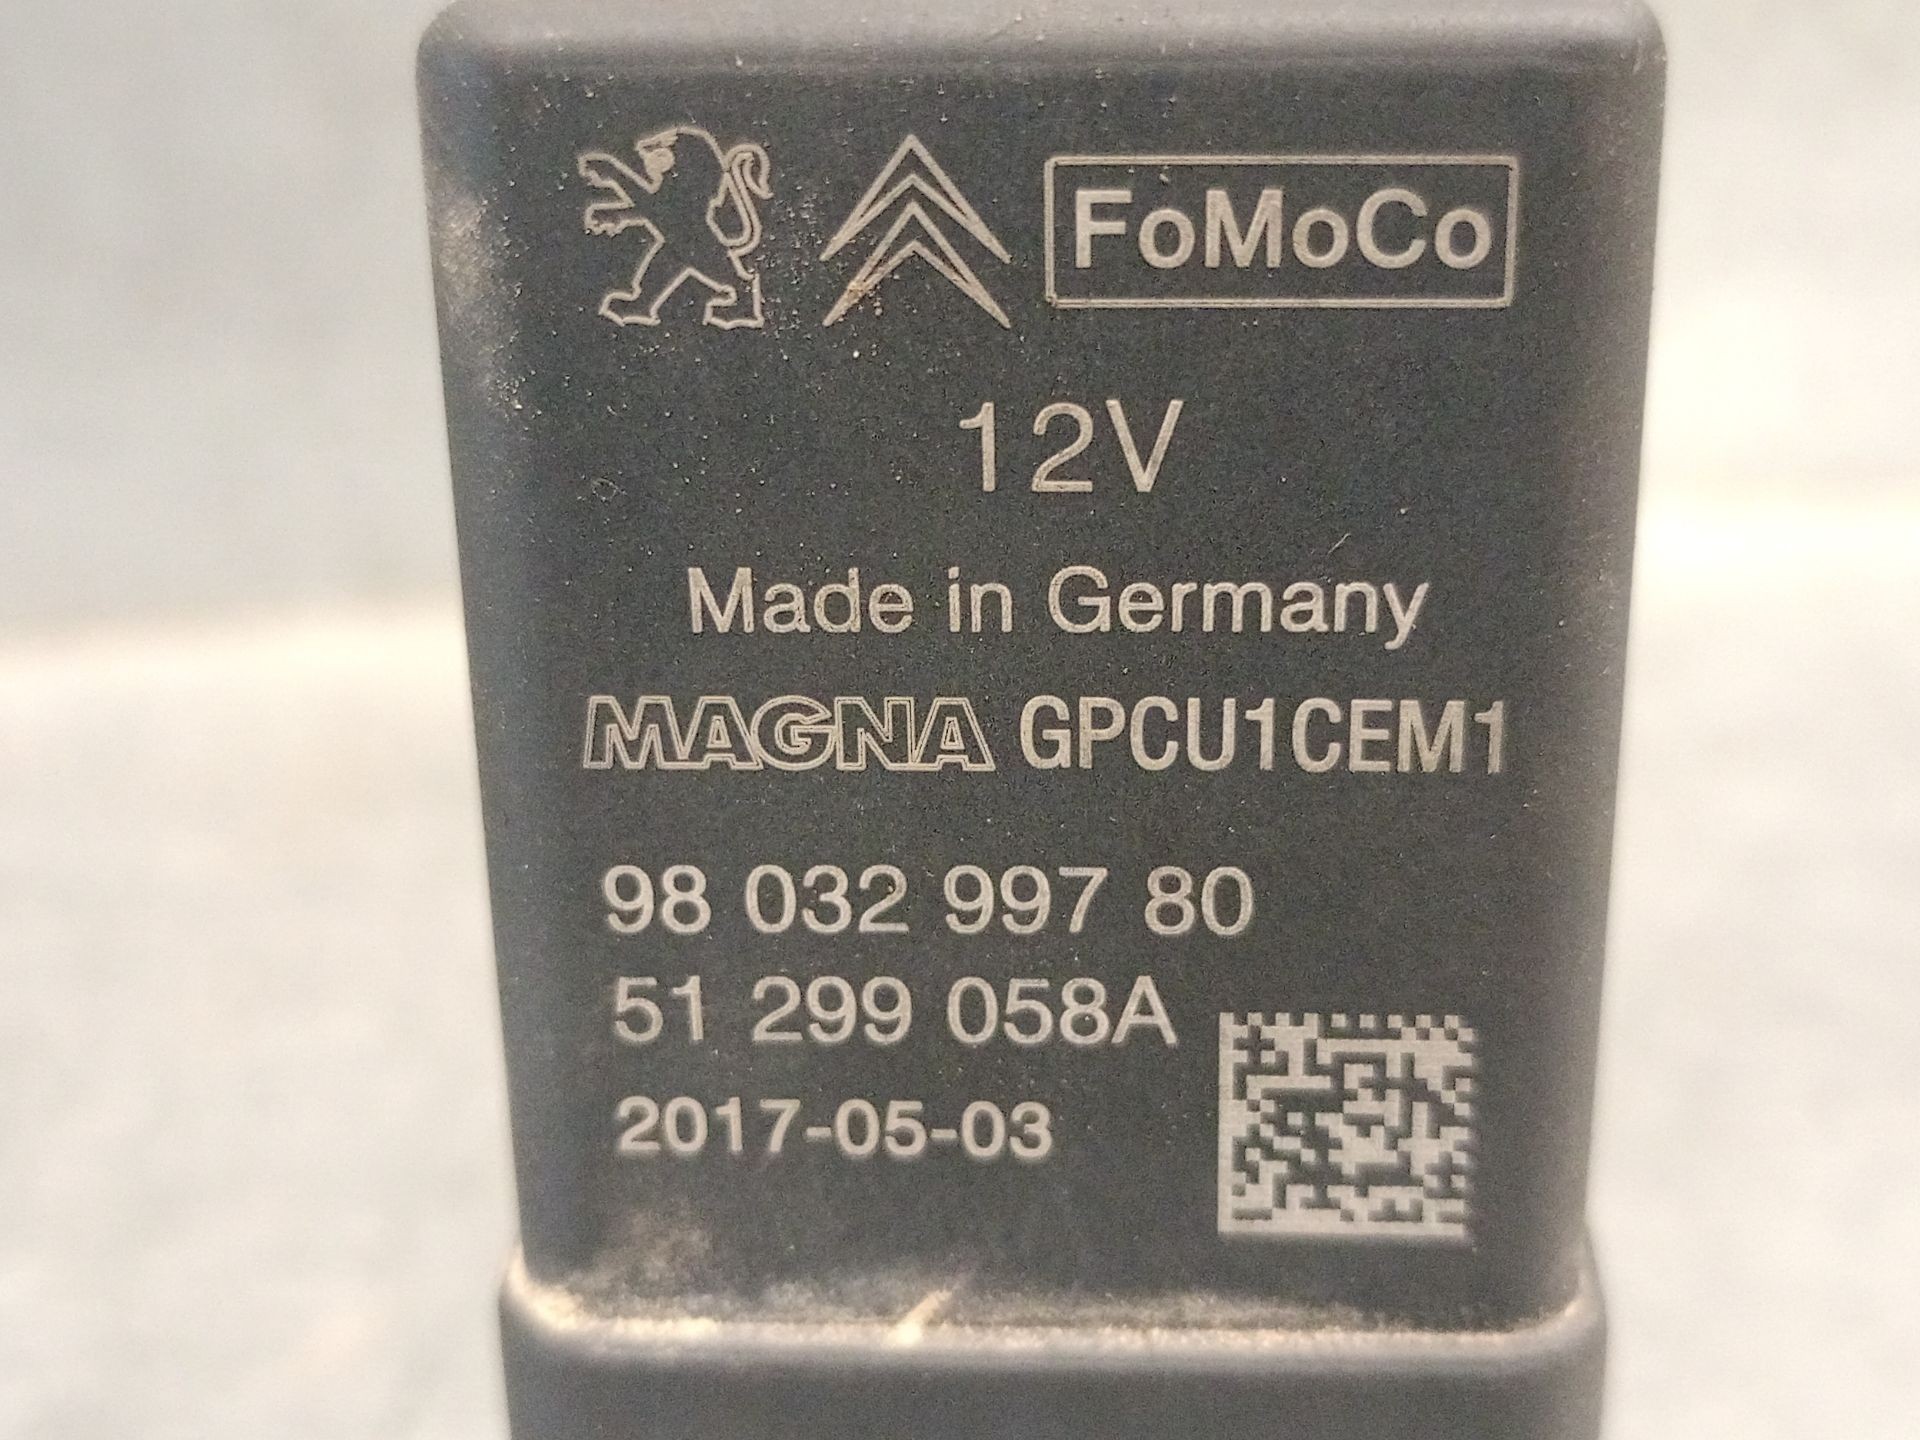 FoMoCo
12V
Made in Germany
MAGNA GPCU1CEM1
98 032 997 80
51 299 058A
2017-05-03